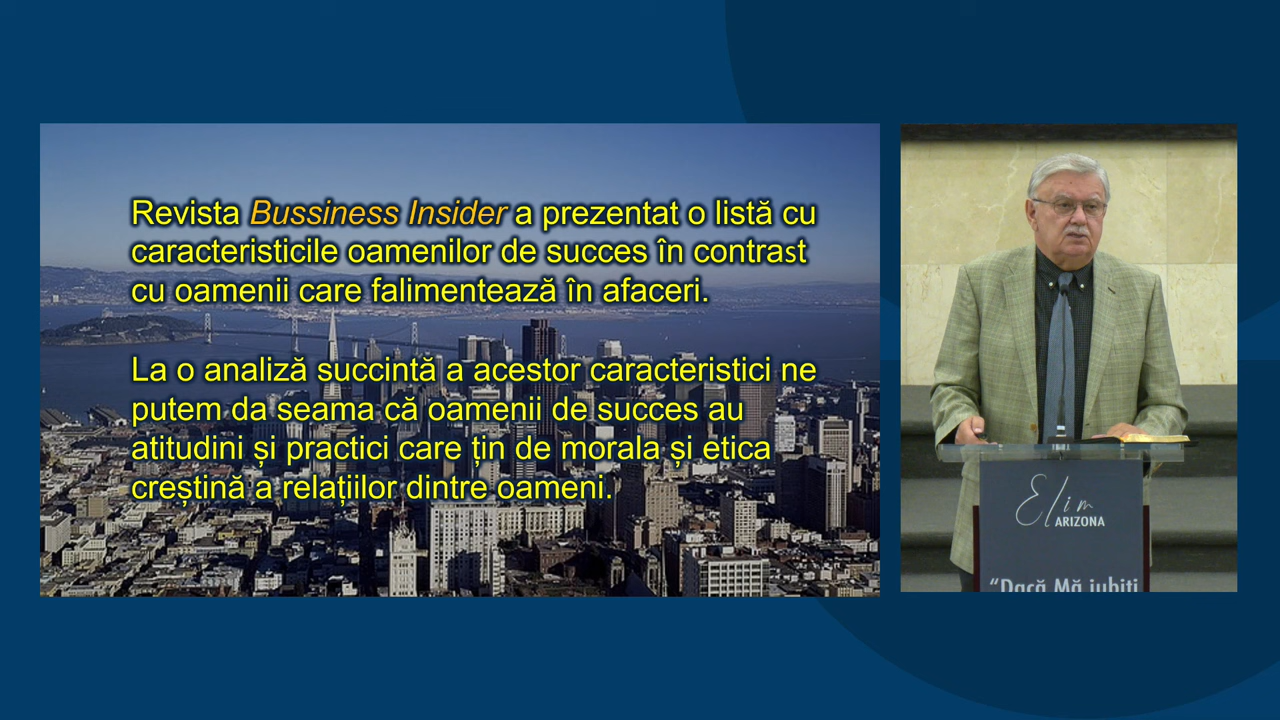 Revista Bussiness Insider a prezentat o listă cu
caracteristicile oamenilor de succes în contrast
cu oamenii care falimentează în afaceri.
La o analiză succintă a acestor caracteristici ne
putem da seama că oamenii de succes au
atitudini și practici care țin de morala și etica
creștină a relațiilor dintre oameni.
Elim
ARIZONA
“Dacă Mă iubiți